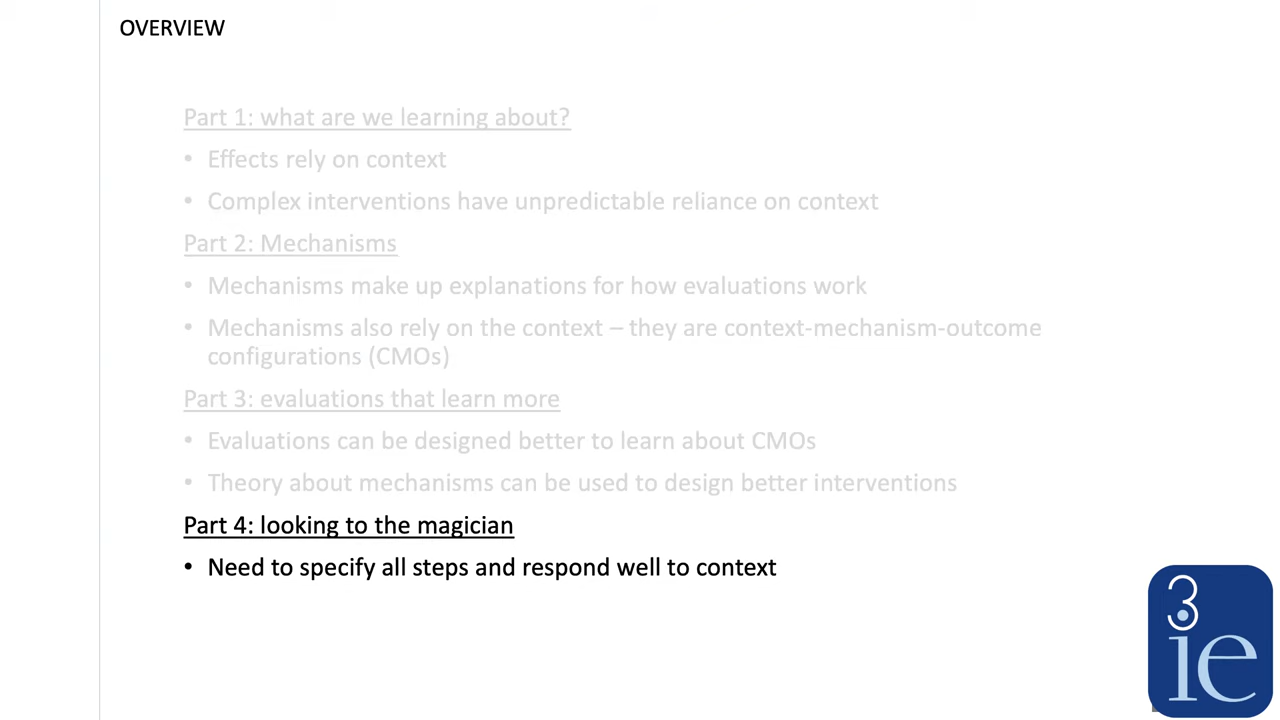 OVERVIEW
Part 1: what are we learning about?
• Effects rely on context
• Complex interventions have unpredictable reliance on context
Part 2: Mechanisms
• Mechanisms make up explanations for how evaluations work
• Mechanisms also rely on the context – they are context-mechanism-outcome
configurations (CMOs)
Part 3: evaluations that learn more
• Evaluations can be designed better to learn about CMOs
• Theory about mechanisms can be used to design better interventions
Part 4: looking to the magician
• Need to specify all steps and respond well to context
3
ie